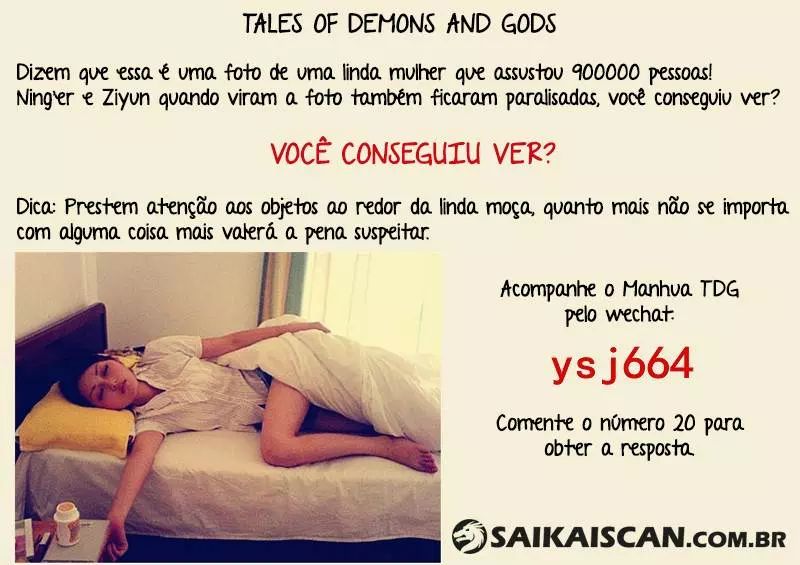 TALES OF DEMONS AND GODS
Dizem que essa é uma foto de uma linda mulher que assustou 900000 pessoas!
Ning'er e Ziyun quando viram a foto também ficaram paralisadas, você conseguiu ver?
VOCÊ CONSEGUIU VER?
Dica: Prestem atenção aos objetos ao redor da linda moça, quanto mais não se importa
com alguma coisa mais valerá a pena suspeitar.
Acompanhe o Manhua TDG
pelo wechat:
ysj664
Comente o número 20 para
obter a resposta.
SAIKAISCAN.COM.BR